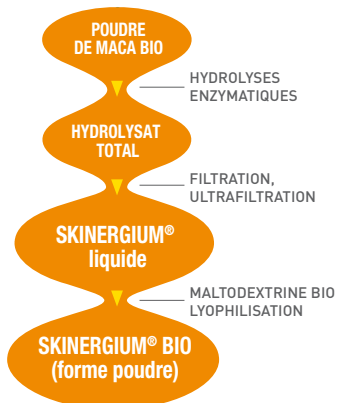 POUDRE
DE MACA BIO
HYDROLYSES
ENZYMATIQUES
HYDROLYSAT
TOTAL
FILTRATION,
ULTRAFILTRATION
SKINERGIUM®
liquide
MALTODEXTRINE BIO
LYOPHILISATION
SKINERGIUM® BIO
(forme poudre)